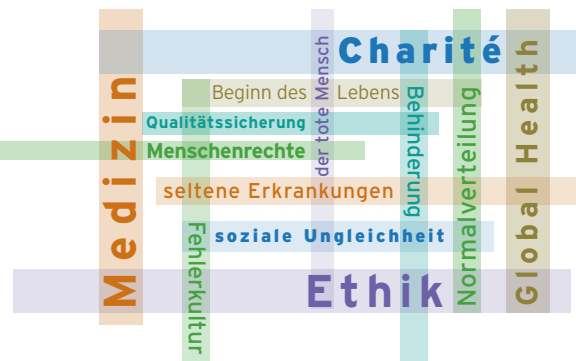 Charité
Medizin
Beginn des Lebens
der tote Mensch
Qualitätssicherung
Menschenrechte
Behinderung
Normalverteilung
Global Health
seltene Erkrankungen
Fehlerkultur
soziale Ungleichheit
Ethik